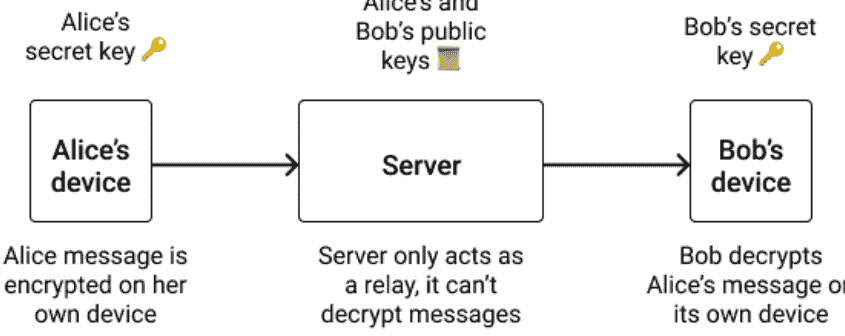 Alice's
secret key
Alice's and
Bob's public
keys
Bob's secret
key
Alice's
device
Server
Bob's
device
Alice message is
encrypted on her
own device
Server only acts as
a relay, it can't
decrypt messages
Bob decrypts
Alice's message or
its own device